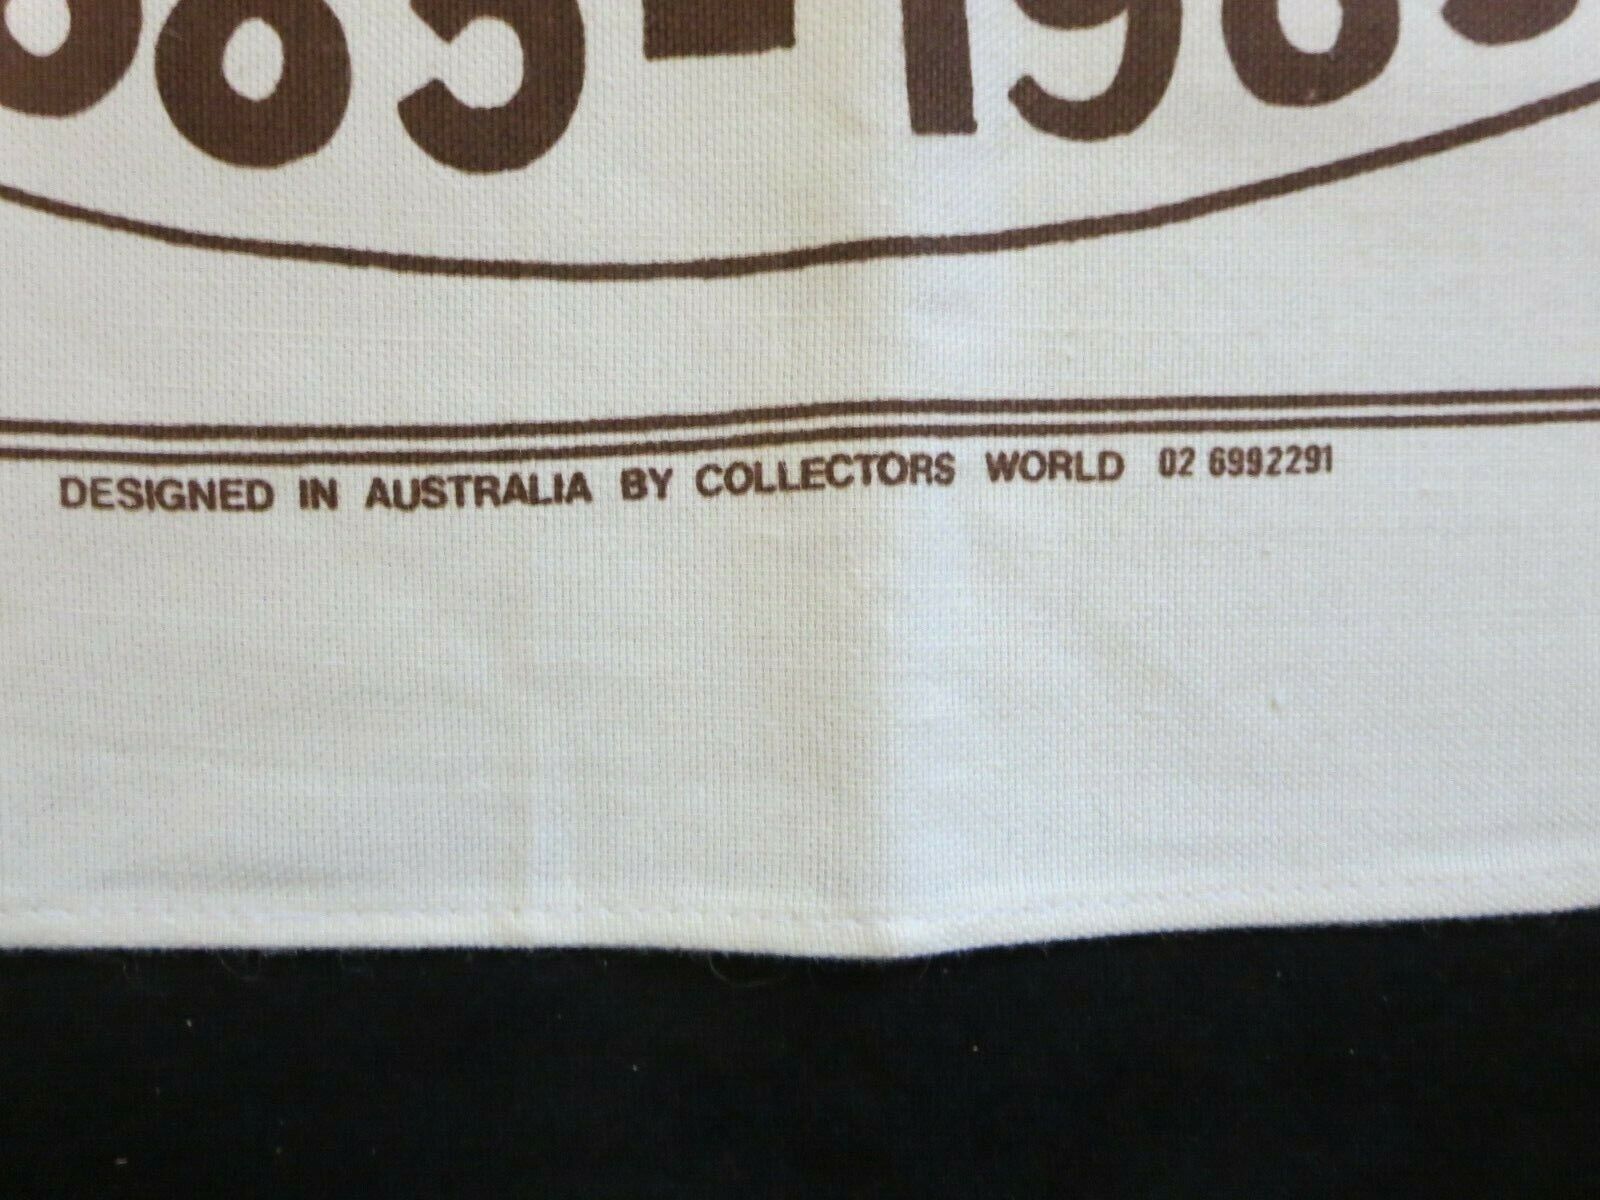 DESIGNED IN AUSTRALIA BY COLLECTORS WORLD 02 6992291